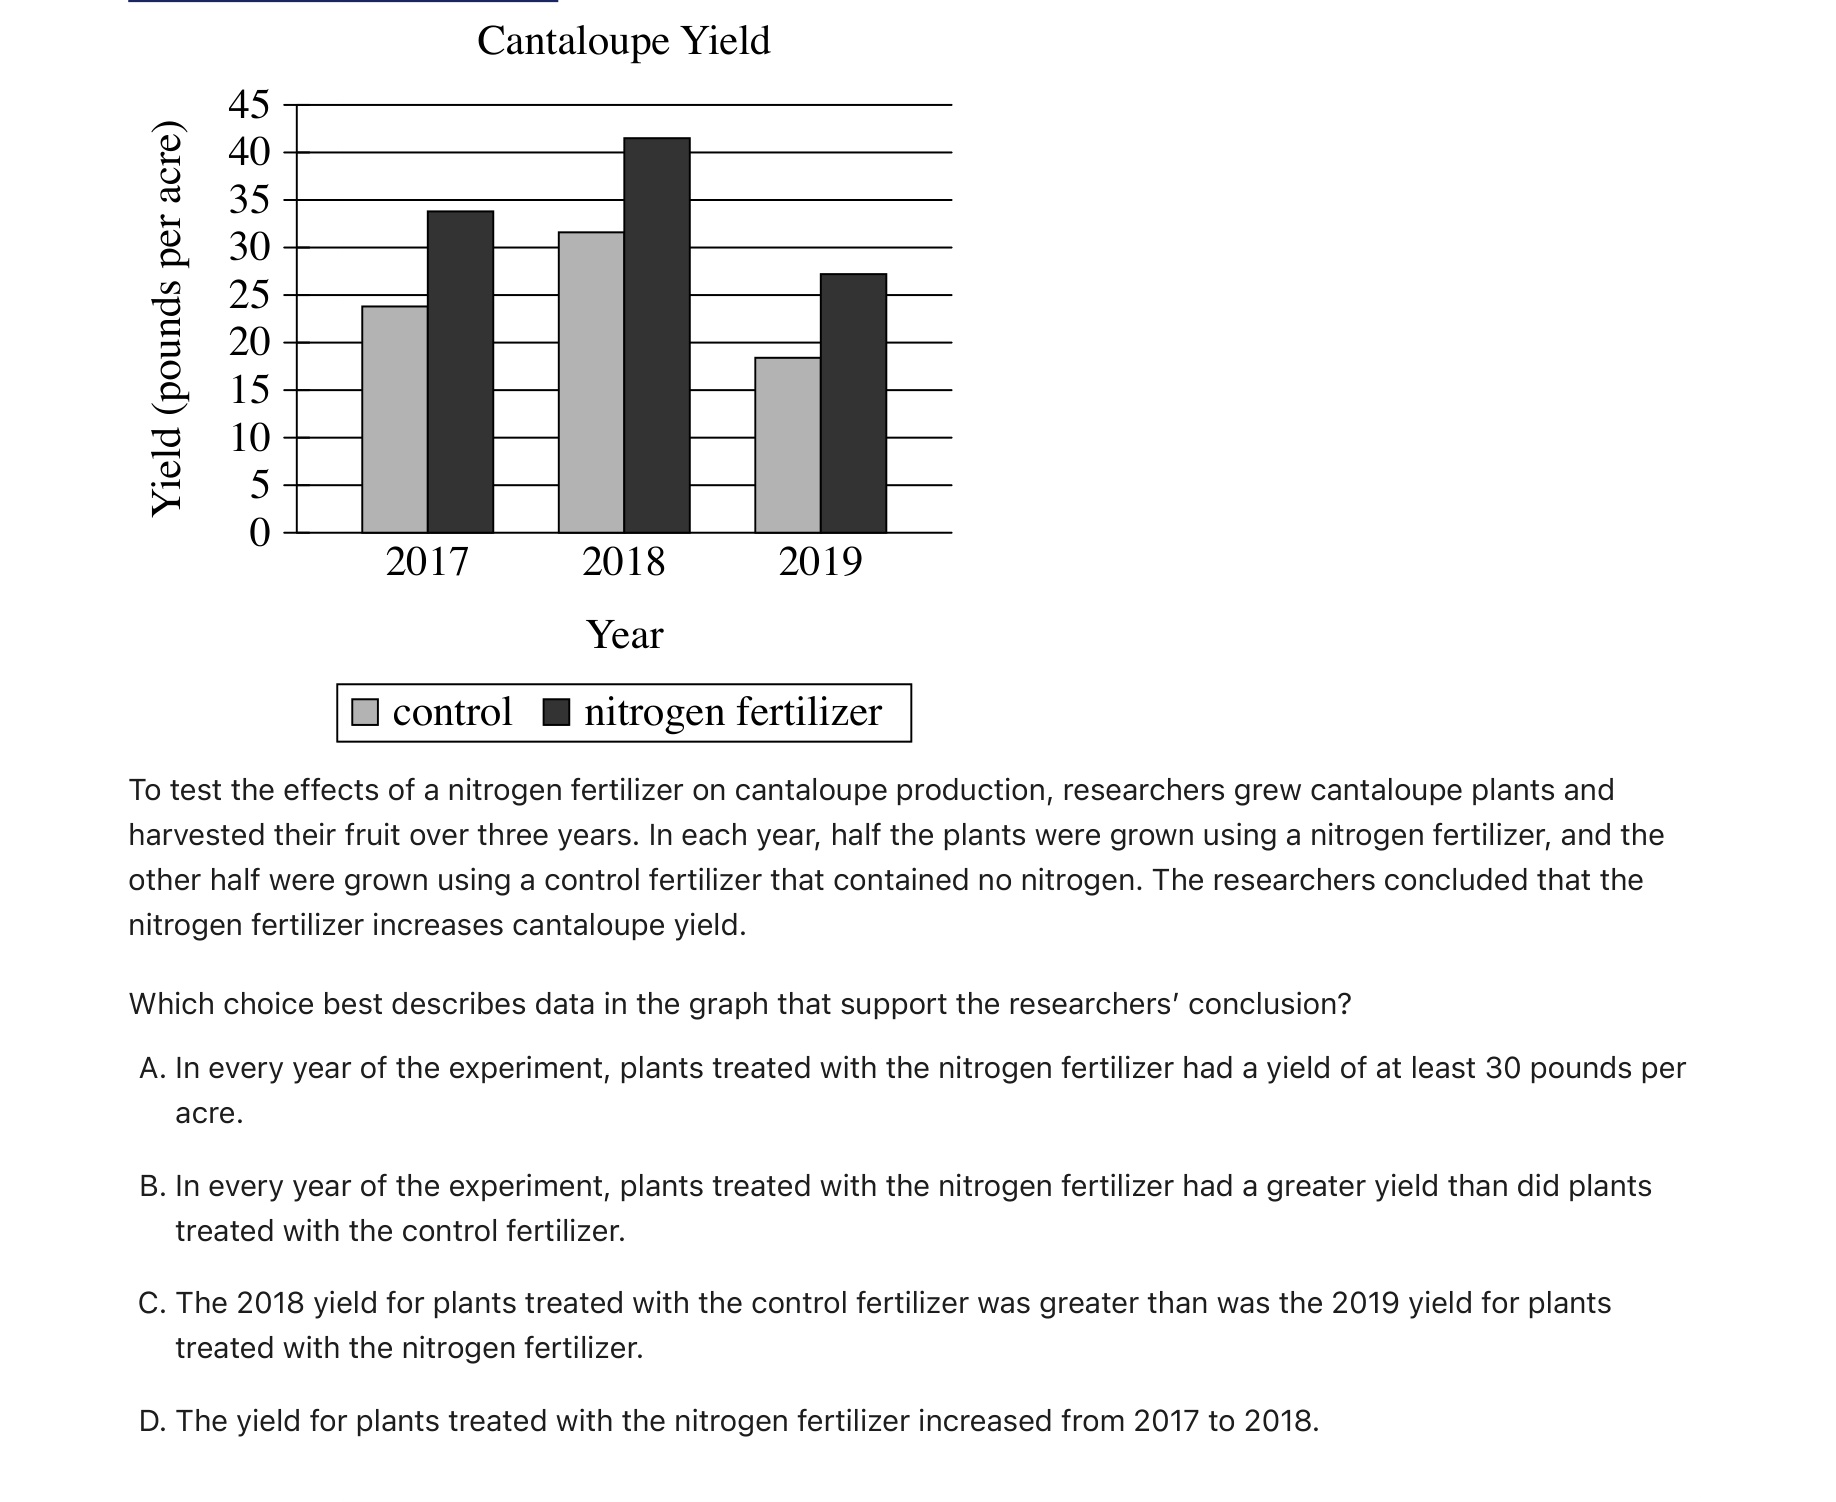 Cantaloupe Yield
Yield (pounds per acre)
45
40
35
30
25
20
15
10
5
0
2017 2018 2019
Year
control nitrogen fertilizer
To test the effects of a nitrogen fertilizer on cantaloupe production, researchers grew cantaloupe plants and
harvested their fruit over three years. In each year, half the plants were grown using a nitrogen fertilizer, and the
other half were grown using a control fertilizer that contained no nitrogen. The researchers concluded that the
nitrogen fertilizer increases cantaloupe yield.
Which choice best describes data in the graph that support the researchers’ conclusion?
A. In every year of the experiment, plants treated with the nitrogen fertilizer had a yield of at least 30 pounds per
acre.
B. In every year of the experiment, plants treated with the nitrogen fertilizer had a greater yield than did plants
treated with the control fertilizer.
C. The 2018 yield for plants treated with the control fertilizer was greater than was the 2019 yield for plants
treated with the nitrogen fertilizer.
D. The yield for plants treated with the nitrogen fertilizer increased from 2017 to 2018.